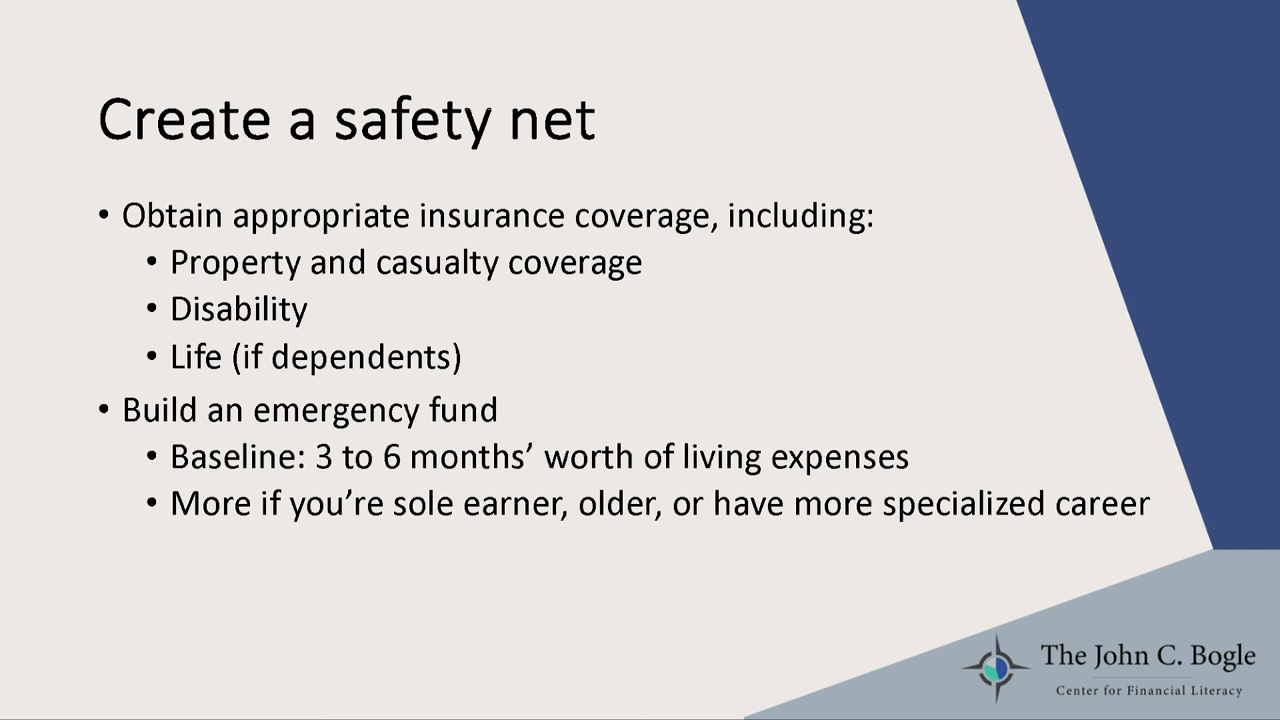 Create a safety net
• Obtain appropriate insurance coverage, including:
• Property and casualty coverage
• Disability
• Life (if dependents)
• Build an emergency fund
• Baseline: 3 to 6 months’ worth of living expenses
• More if you’re sole earner, older, or have more specialized career
The John C. Bogle
Center for Financial Literacy